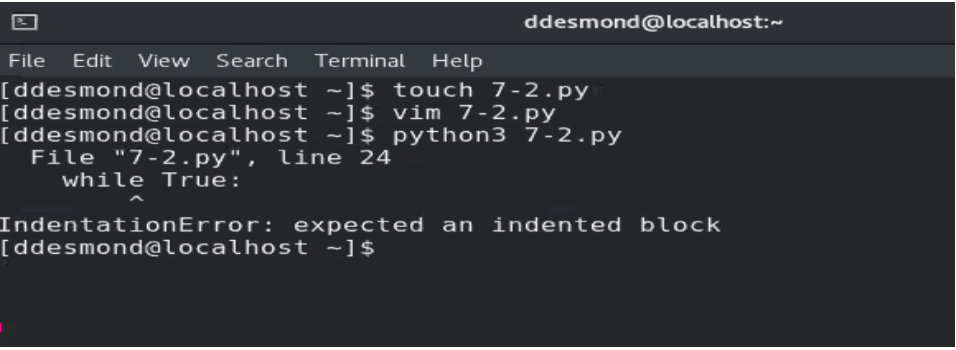 ddesmond@localhost:~
File Edit View Search Terminal Help
[ddesmond@localhost ~]$ touch 7-2.py
[ddesmond@localhost ~]$ vim 7-2.py
[ddesmond@localhost ~]$ python3 7-2.py
  File "7-2.py", line 24
    while True:
        ^
IndentationError: expected an indented block
[ddesmond@localhost ~]$